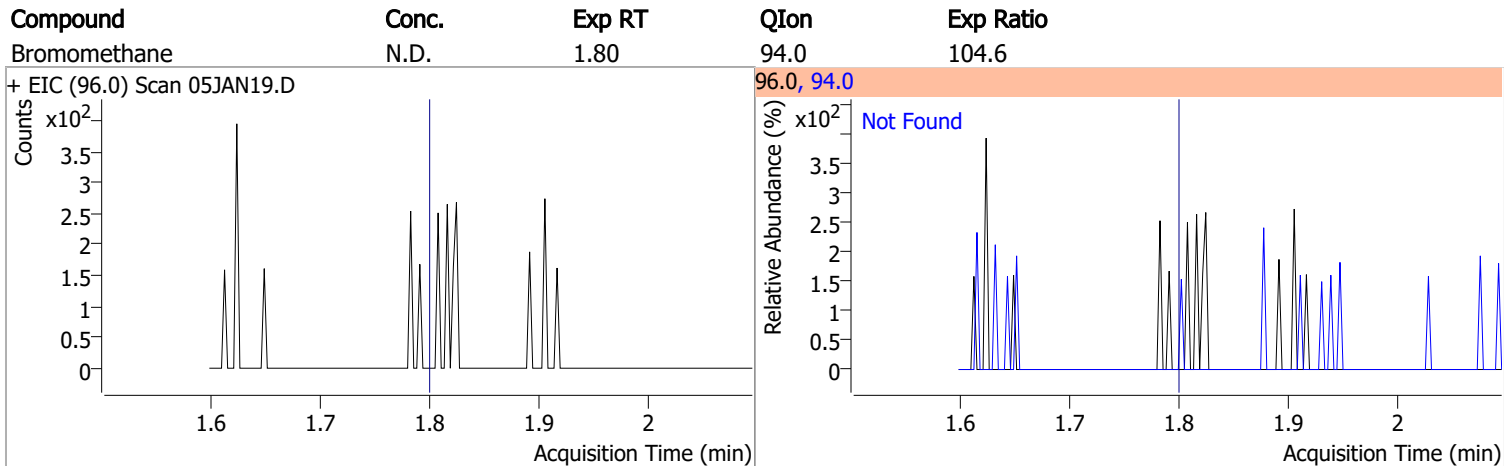 Compound Conc. Exp RT QIon Exp Ratio
Bromomethane N.D. 1.80 94.0 104.6
+ EIC (96.0) Scan 05JAN19.D
Counts
x10²
3.5
3
2.5
2
1.5
1
0.5
0
1.6 1.7 1.8 1.9 2
Acquisition Time (min)
96.0, 94.0
Relative Abundance (%)
x10²
Not Found
3.5
3
2.5
2
1.5
1
0.5
0
1.6 1.7 1.8 1.9 2
Acquisition Time (min)